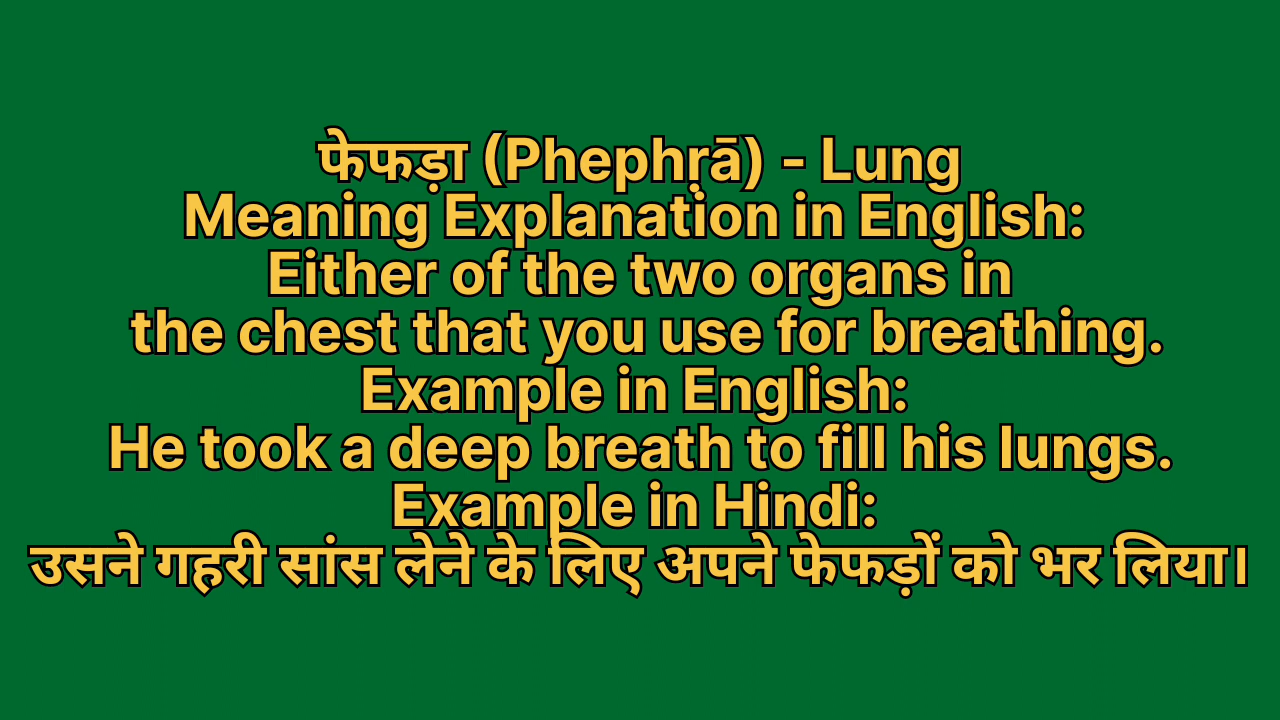 फेफड़ा (Phephṛā) - Lung
Meaning Explanation in English:
Either of the two organs in
the chest that you use for breathing.
Example in English:
He took a deep breath to fill his lungs.
Example in Hindi:
उसने गहरी सांस लेने के लिए अपने फेफड़ों को भर लिया।